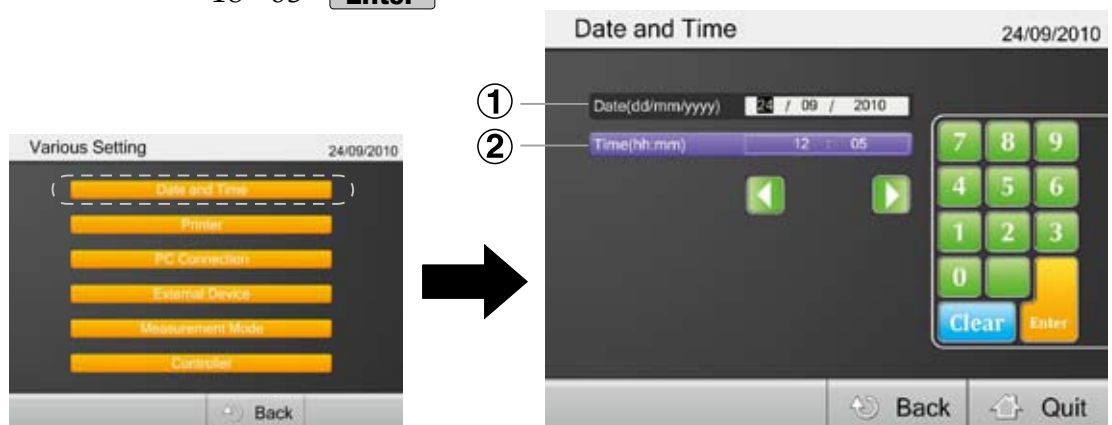 18 05 Enter
Various Setting 24/09/2010
Date and Time
Printer
PC Connection
External Device
Measurement Mode
Controller
Back
Date and Time 24/09/2010
① Date(dd/mm/yyyy) 24 / 09 / 2010
② Time(hh:mm) 12 : 05
7 8 9
4 5 6
1 2 3
0
Clear Enter
Back Quit